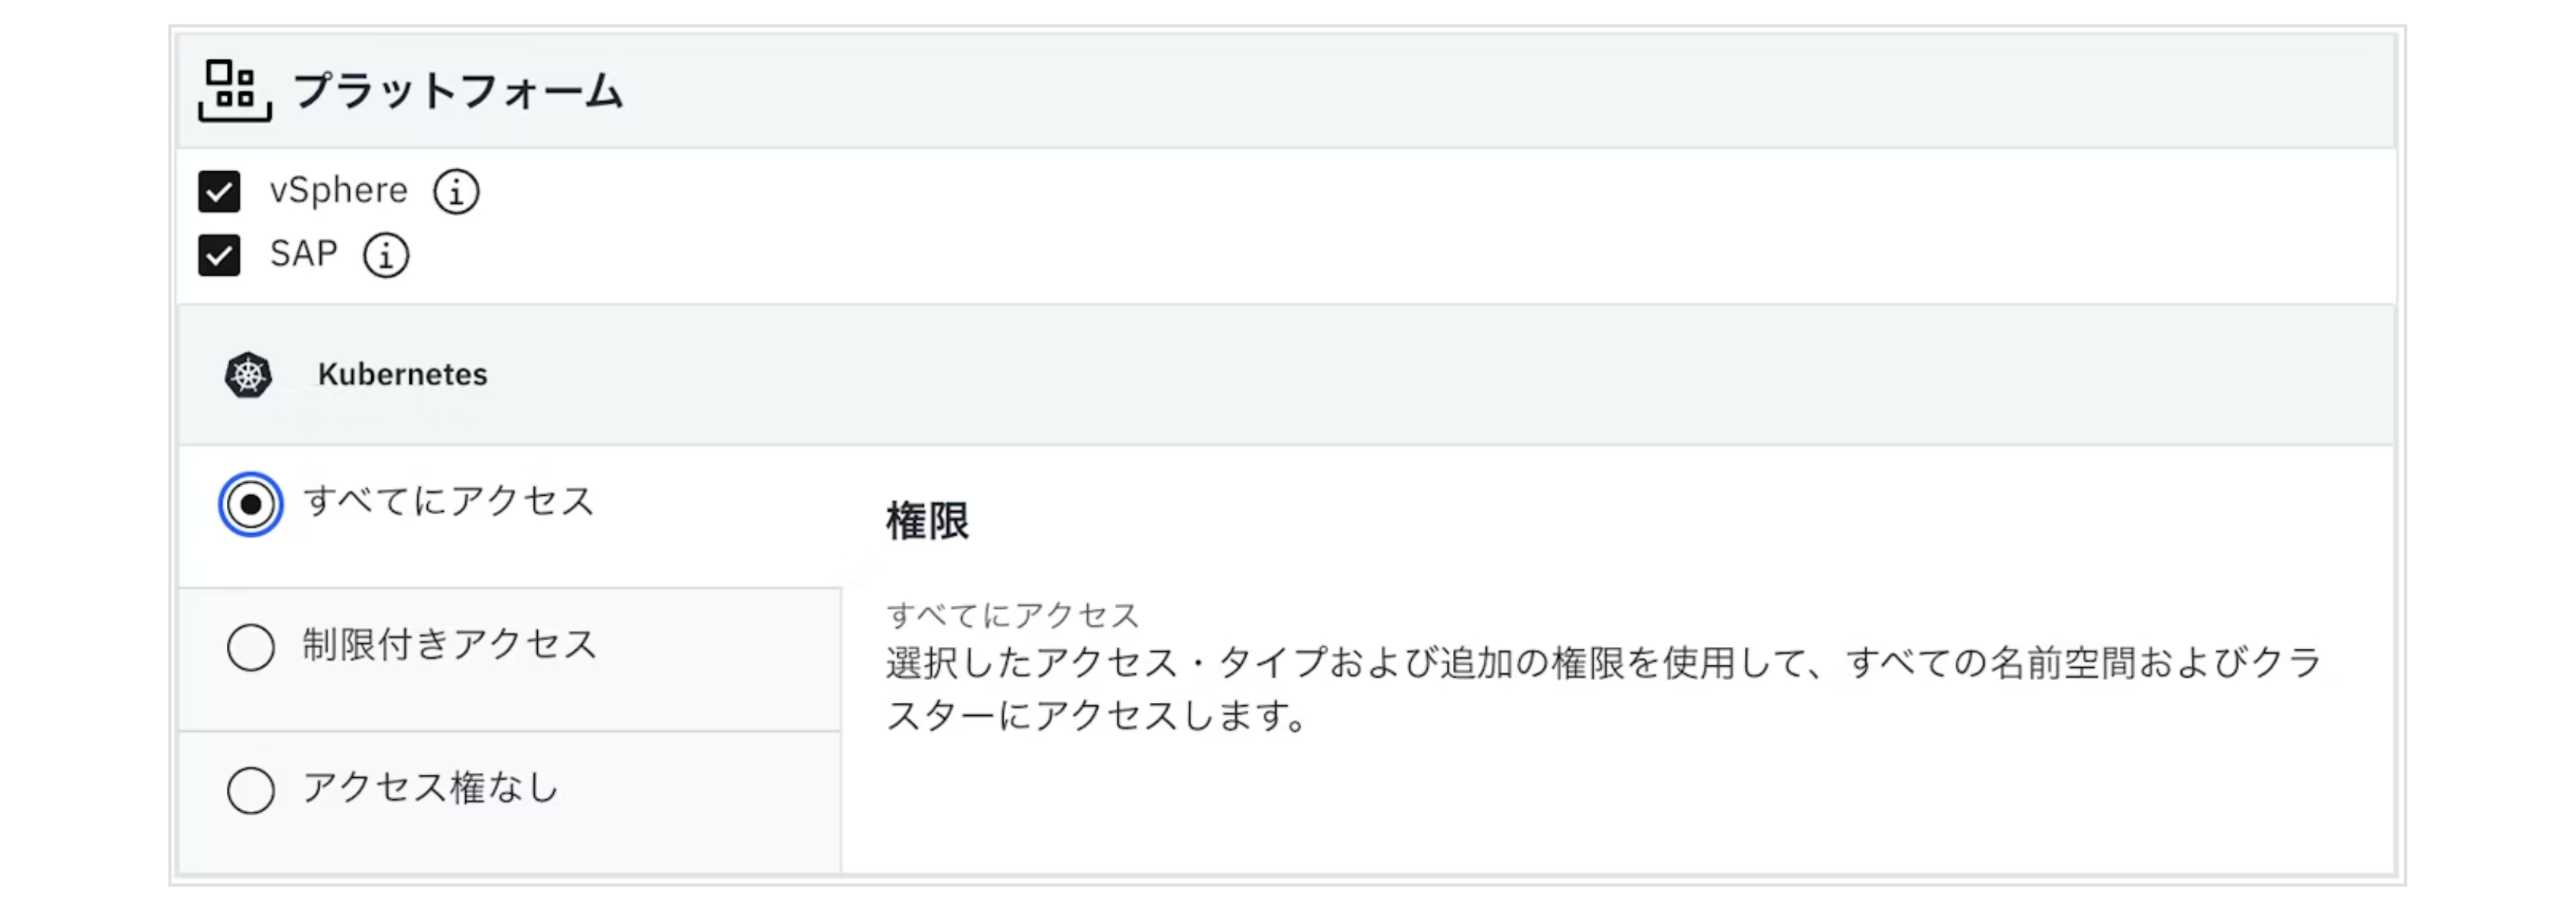 プラットフォーム
vSphere
SAP
Kubernetes
すべてにアクセス
制限付きアクセス
アクセス権なし
権限
すべてにアクセス
選択したアクセス・タイプおよび追加の権限を使用して、すべての名前空間およびクラ
スターにアクセスします。